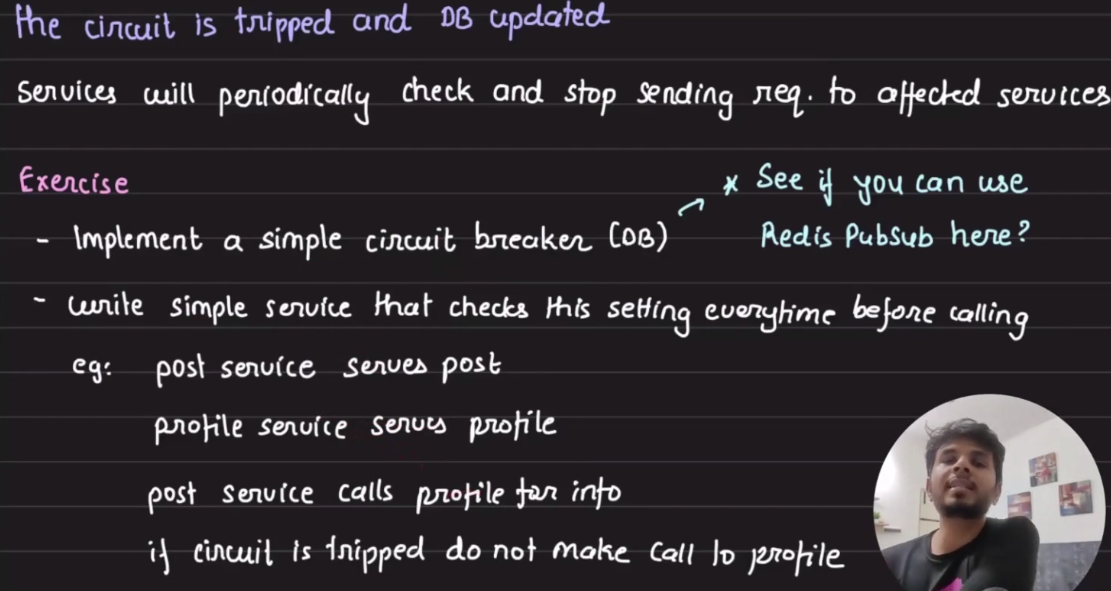 the circuit is tripped and DB updated
Services will periodically check and stop sending req. to affected services
Exercise
- Implement a simple circuit breaker (DB)
* See if you can use
Redis PubSub here?
- write simple service that checks this setting everytime before calling
eg: post service serves post
profile service serves profile
post service calls profile for info
if circuit is tripped do not make call to profile